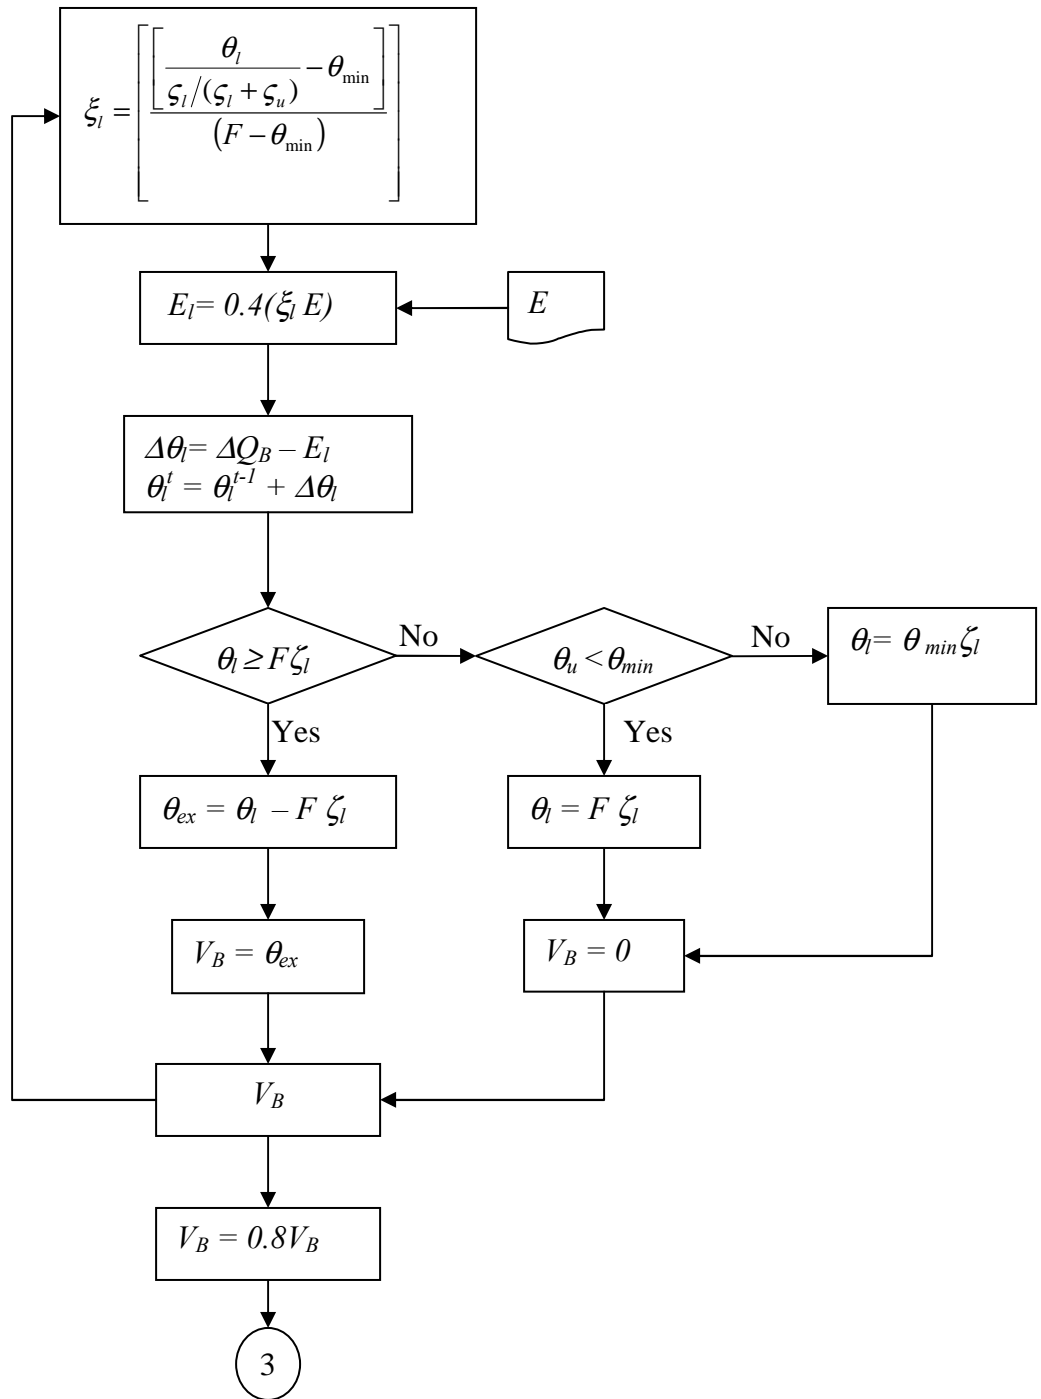 ξ_l = [[θ_l / (ς_l/(ς_l + ς_u)) − θ_min] / (F − θ_min)]
E_l= 0.4(ξ_l E)
E
Δθ_l= ΔQ_B – E_l
θ_l^t = θ_l^{t-1} + Δθ_l
θ_l ≥ Fζ_l
No
θ_u < θ_min
No
θ_l= θ_min ζ_l
Yes
Yes
θ_ex = θ_l – F ζ_l
θ_l = F ζ_l
V_B = θ_ex
V_B = 0
V_B
V_B = 0.8V_B
3